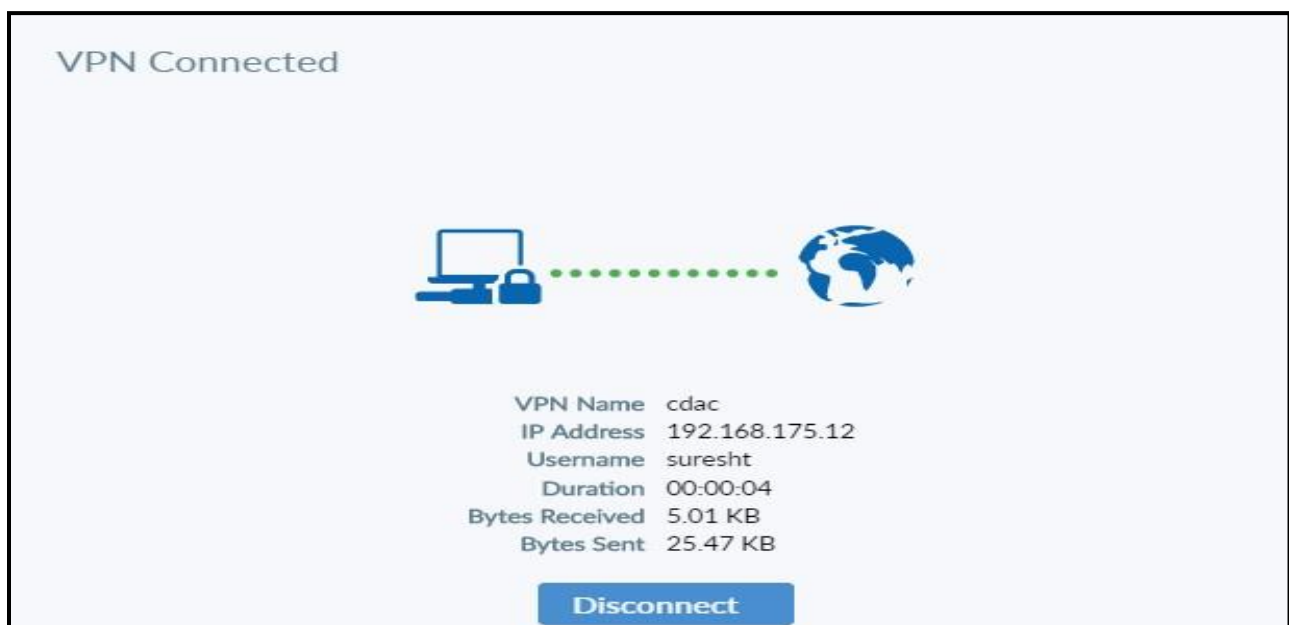 VPN Connected
VPN Name cdac
IP Address 192.168.175.12
Username suresht
Duration 00:00:04
Bytes Received 5.01 KB
Bytes Sent 25.47 KB
Disconnect